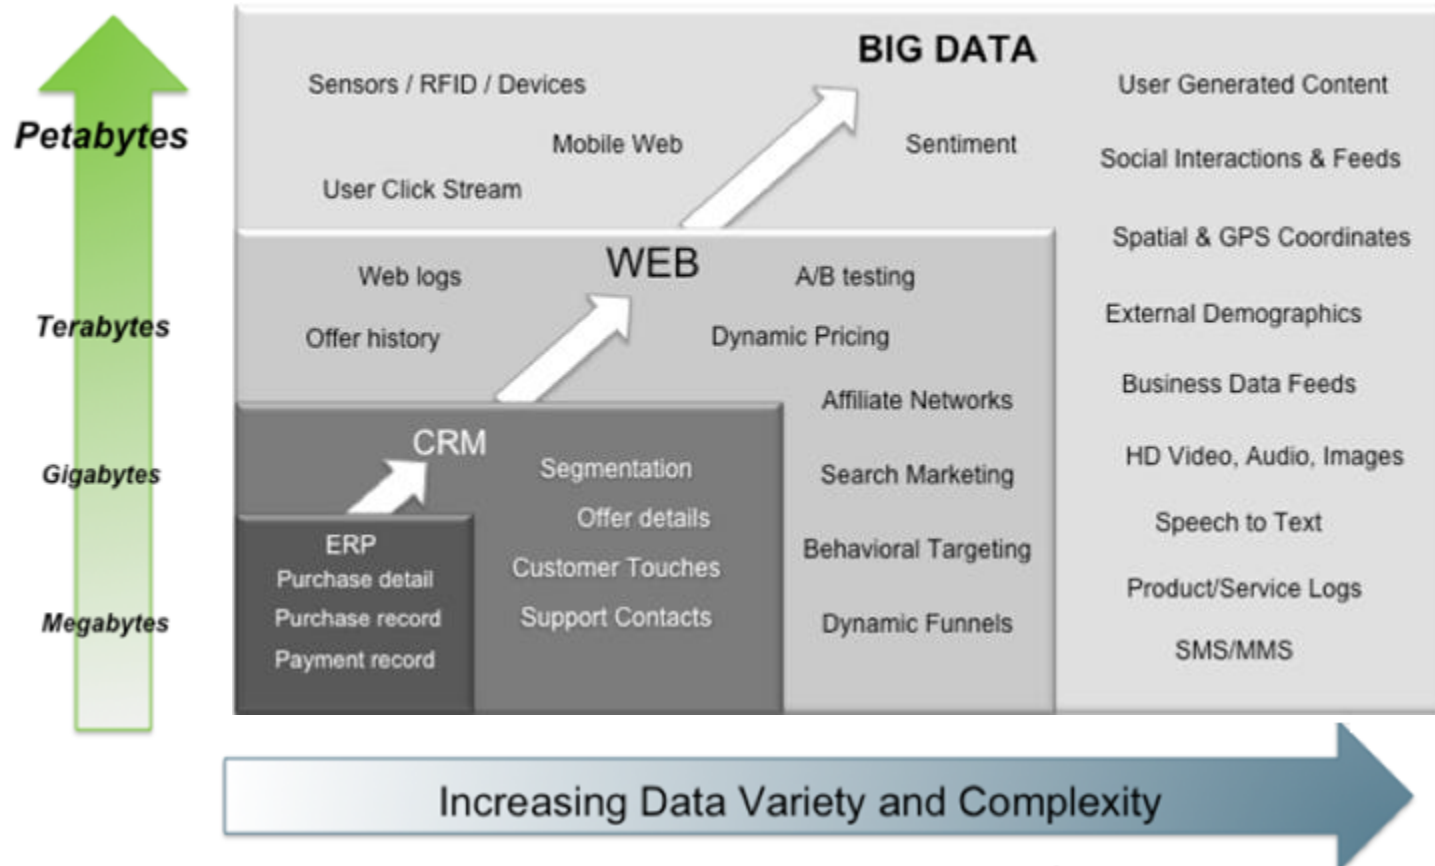 BIG DATA
Sensors / RFID / Devices
User Generated Content
Petabytes
Mobile Web
Sentiment
Social Interactions & Feeds
User Click Stream
Spatial & GPS Coordinates
WEB
Web logs
A/B testing
External Demographics
Terabytes
Offer history
Dynamic Pricing
Business Data Feeds
Affiliate Networks
CRM
HD Video, Audio, Images
Gigabytes
Segmentation
Search Marketing
Offer details
Speech to Text
ERP
Behavioral Targeting
Customer Touches
Purchase detail
Product/Service Logs
Megabytes
Purchase record
Support Contacts
Dynamic Funnels
SMS/MMS
Payment record
Increasing Data Variety and Complexity